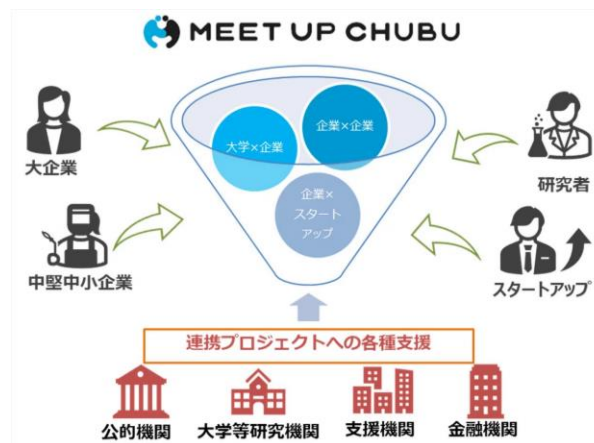 MEET UP CHUBU
大企業
中堅中小企業
大学×企業
企業×企業
企業×
スタート
アップ
研究者
スタートアップ
連携プロジェクトへの各種支援
公的機関
大学等研究機関
支援機関
金融機関